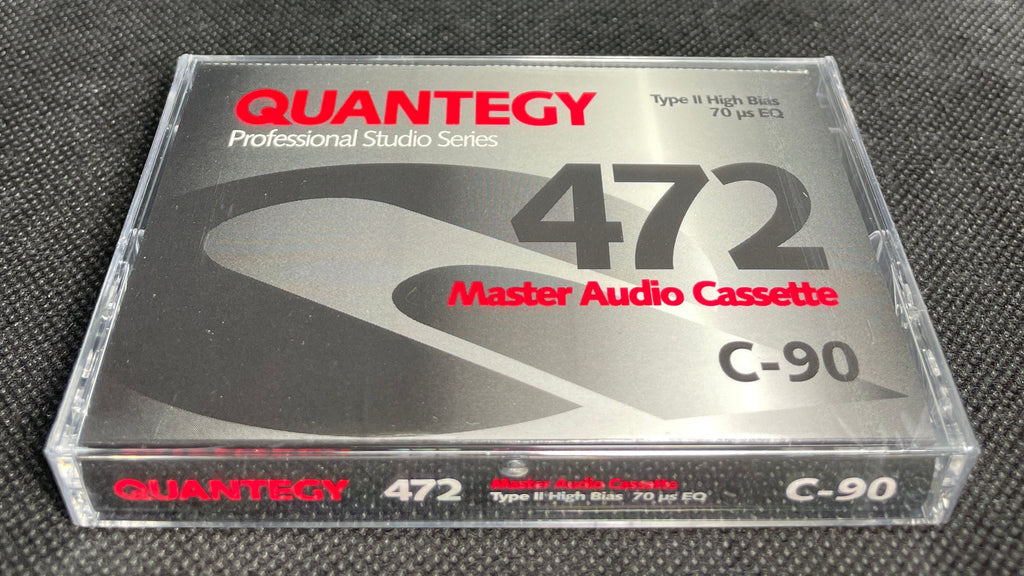 QUANTEGY
Professional Studio Series
Type II High Bias
70 µs EQ
472
Master Audio Cassette
C-90
QUANTEGY 472 Master Audio Cassette C-90
Type II High Bias 70 µs EQ